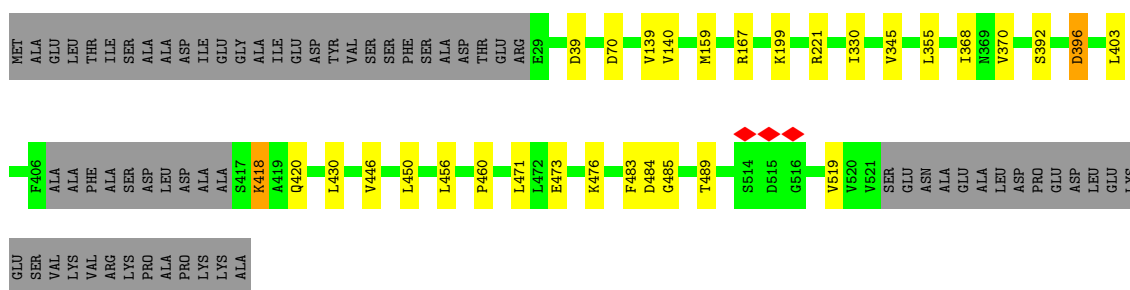 MET ALA GLU LEU THR ILE SER ALA ALA ASP ILE GLU GLY ALA ILE GLU ASP TYR VAL SER SER PHE SER ALA ASP THR GLU ARG E29 D39 D70 V139 V140 M159 R167 K199 R221 I330 V345 L355 I368 N369 V370 S392 D396 L403
F406 ALA ALA PHE ALA SER ASP LEU ASP ALA ALA S417 K418 A419 Q420 L430 V446 L450 L456 P460 L471 L472 E473 K476 F483 D484 G485 T489 S514 D515 G516 V519 V520 V521 SER GLU ASN ALA GLU ALA LEU ASP PRO GLU ASP LEU GLU LYS
GLU SER VAL LYS VAL ARG LYS PRO ALA PRO LYS LYS ALA